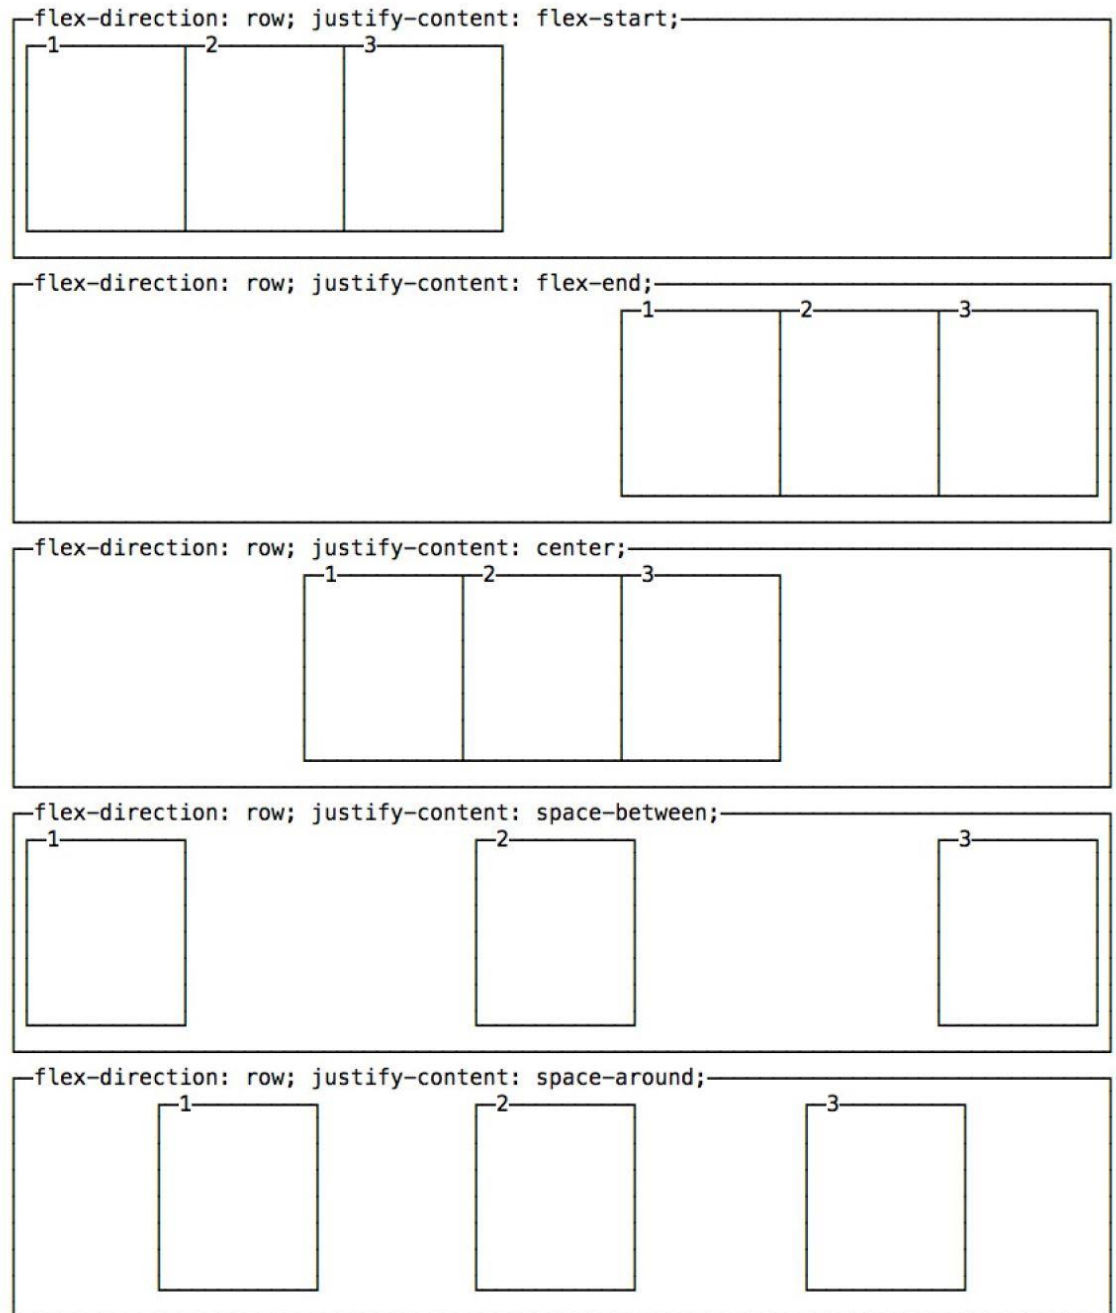 flex-direction: row; justify-content: flex-start;
1 2 3
flex-direction: row; justify-content: flex-end;
1 2 3
flex-direction: row; justify-content: center;
1 2 3
flex-direction: row; justify-content: space-between;
1 2 3
flex-direction: row; justify-content: space-around;
1 2 3